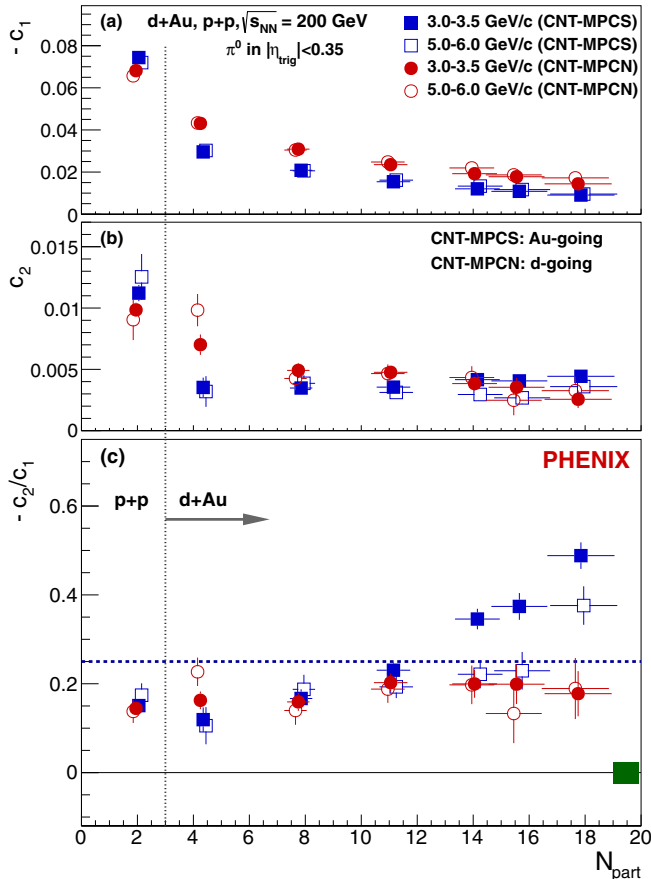 (a) d+Au, p+p, √s_NN = 200 GeV
π⁰ in |η_trig|<0.35
3.0-3.5 GeV/c (CNT-MPCS)
5.0-6.0 GeV/c (CNT-MPCS)
3.0-3.5 GeV/c (CNT-MPCN)
5.0-6.0 GeV/c (CNT-MPCN)
- c₁
0.08
0.06
0.04
0.02
0
(b)
CNT-MPCS: Au-going
CNT-MPCN: d-going
c₂
0.015
0.01
0.005
0
(c)
PHENIX
- c₂/c₁
p+p d+Au
0.6
0.4
0.2
0
0 2 4 6 8 10 12 14 16 18 20
N_part